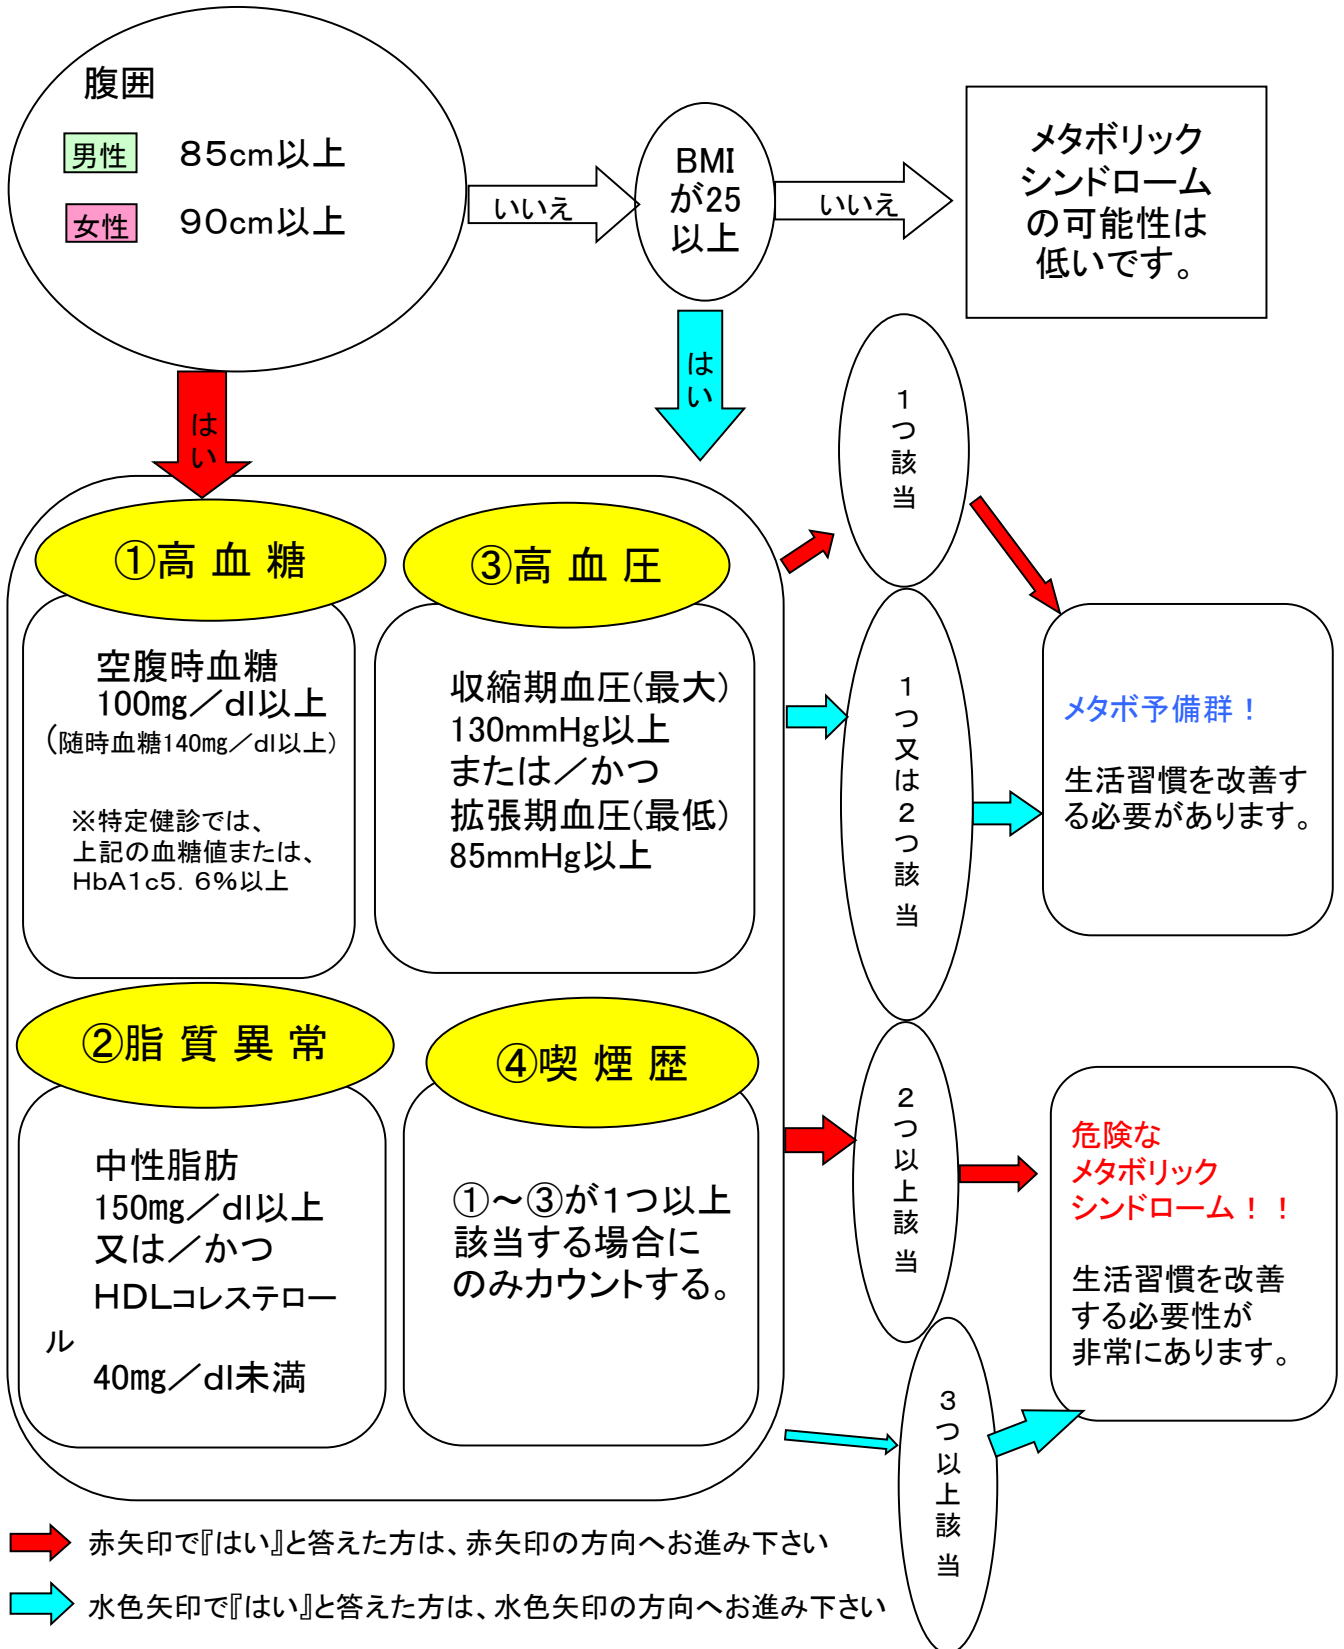 腹囲
男性 85cm以上
女性 90cm以上
いいえ
BMI
が25
以上
いいえ
メタボリック
シンドローム
の可能性は
低いです。
はい
はい
①高血糖
空腹時血糖
100㎎／dl以上
（随時血糖140㎎／dl以上）
※特定健診では、
上記の血糖値または、
HbA1c5．6%以上
③高血圧
収縮期血圧(最大)
130mmHg以上
または／かつ
拡張期血圧(最低)
85mmHg以上
②脂質異常
中性脂肪
150㎎／dl以上
又は／かつ
HDLコレステロー
ル
40㎎／dl未満
④喫煙歴
①～③が1つ以上
該当する場合に
のみカウントする。
1つ該当
1つ又は2つ該当
2つ以上該当
3つ以上該当
メタボ予備群！
生活習慣を改善す
る必要があります。
危険な
メタボリック
シンドローム！！
生活習慣を改善
する必要性が
非常にあります。
赤矢印で『はい』と答えた方は、赤矢印の方向へお進み下さい
水色矢印で『はい』と答えた方は、水色矢印の方向へお進み下さい